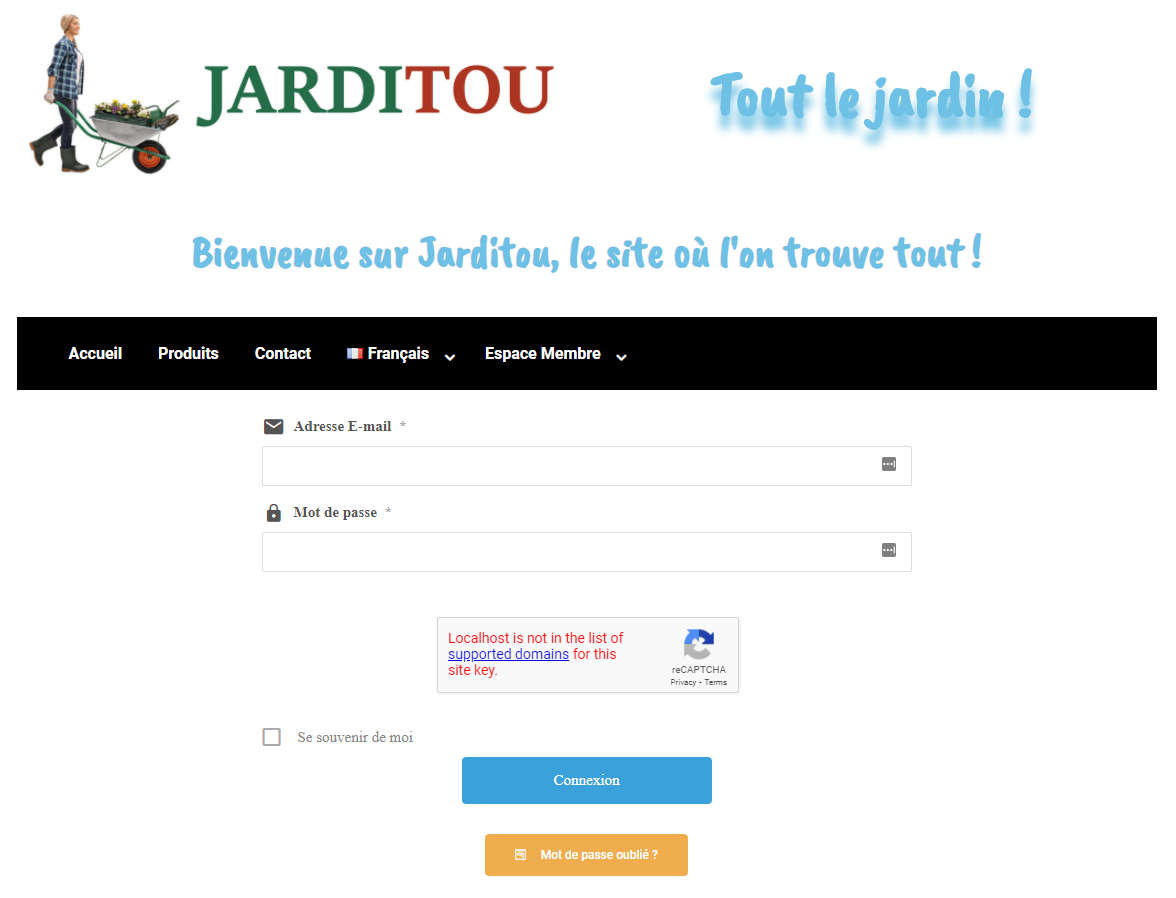 JARDITOU
Tout le jardin !
Bienvenue sur Jarditou, le site où l'on trouve tout !
Accueil Produits Contact Français Espace Membre
Adresse E-mail *
Mot de passe *
Localhost is not in the list of
supported domains for this
site key.
reCAPTCHA
Privacy - Terms
Se souvenir de moi
Connexion
Mot de passe oublié ?